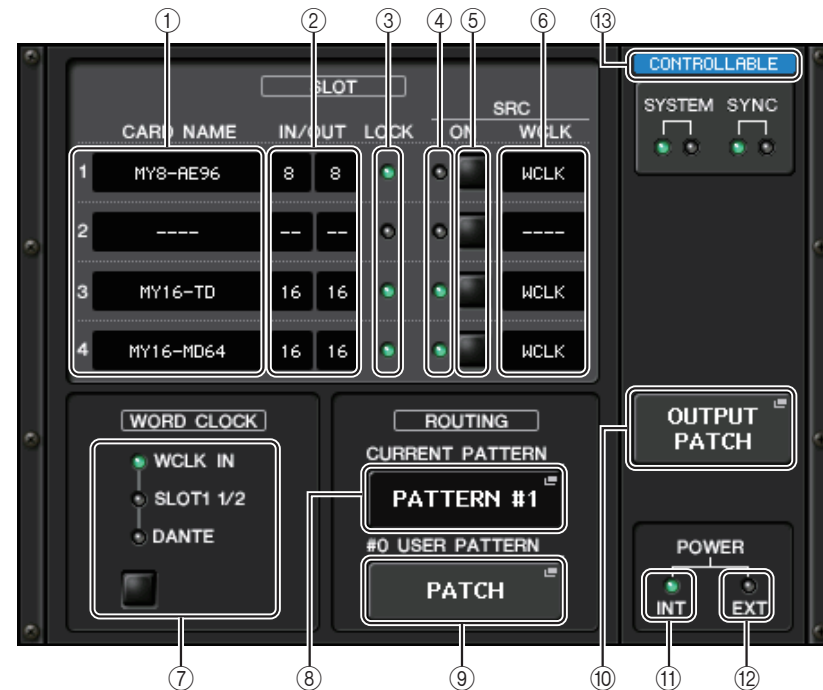 ① ② ③ ④ ⑤ ⑥ ⑬
CONTROLLABLE
SLOT
SRC
CARD NAME IN/OUT LOCK ON WCLK
SYSTEM SYNC
1 MY8-AE96 8 8 WCLK
2 ---- -- -- ----
3 MY16-TD 16 16 WCLK
4 MY16-MD64 16 16 WCLK
WORD CLOCK
WCLK IN
SLOT1 1/2
DANTE
ROUTING
CURRENT PATTERN
PATTERN #1
#0 USER PATTERN
PATCH
OUTPUT
PATCH
POWER
INT EXT
⑦ ⑧ ⑨ ⑩ ⑪ ⑫